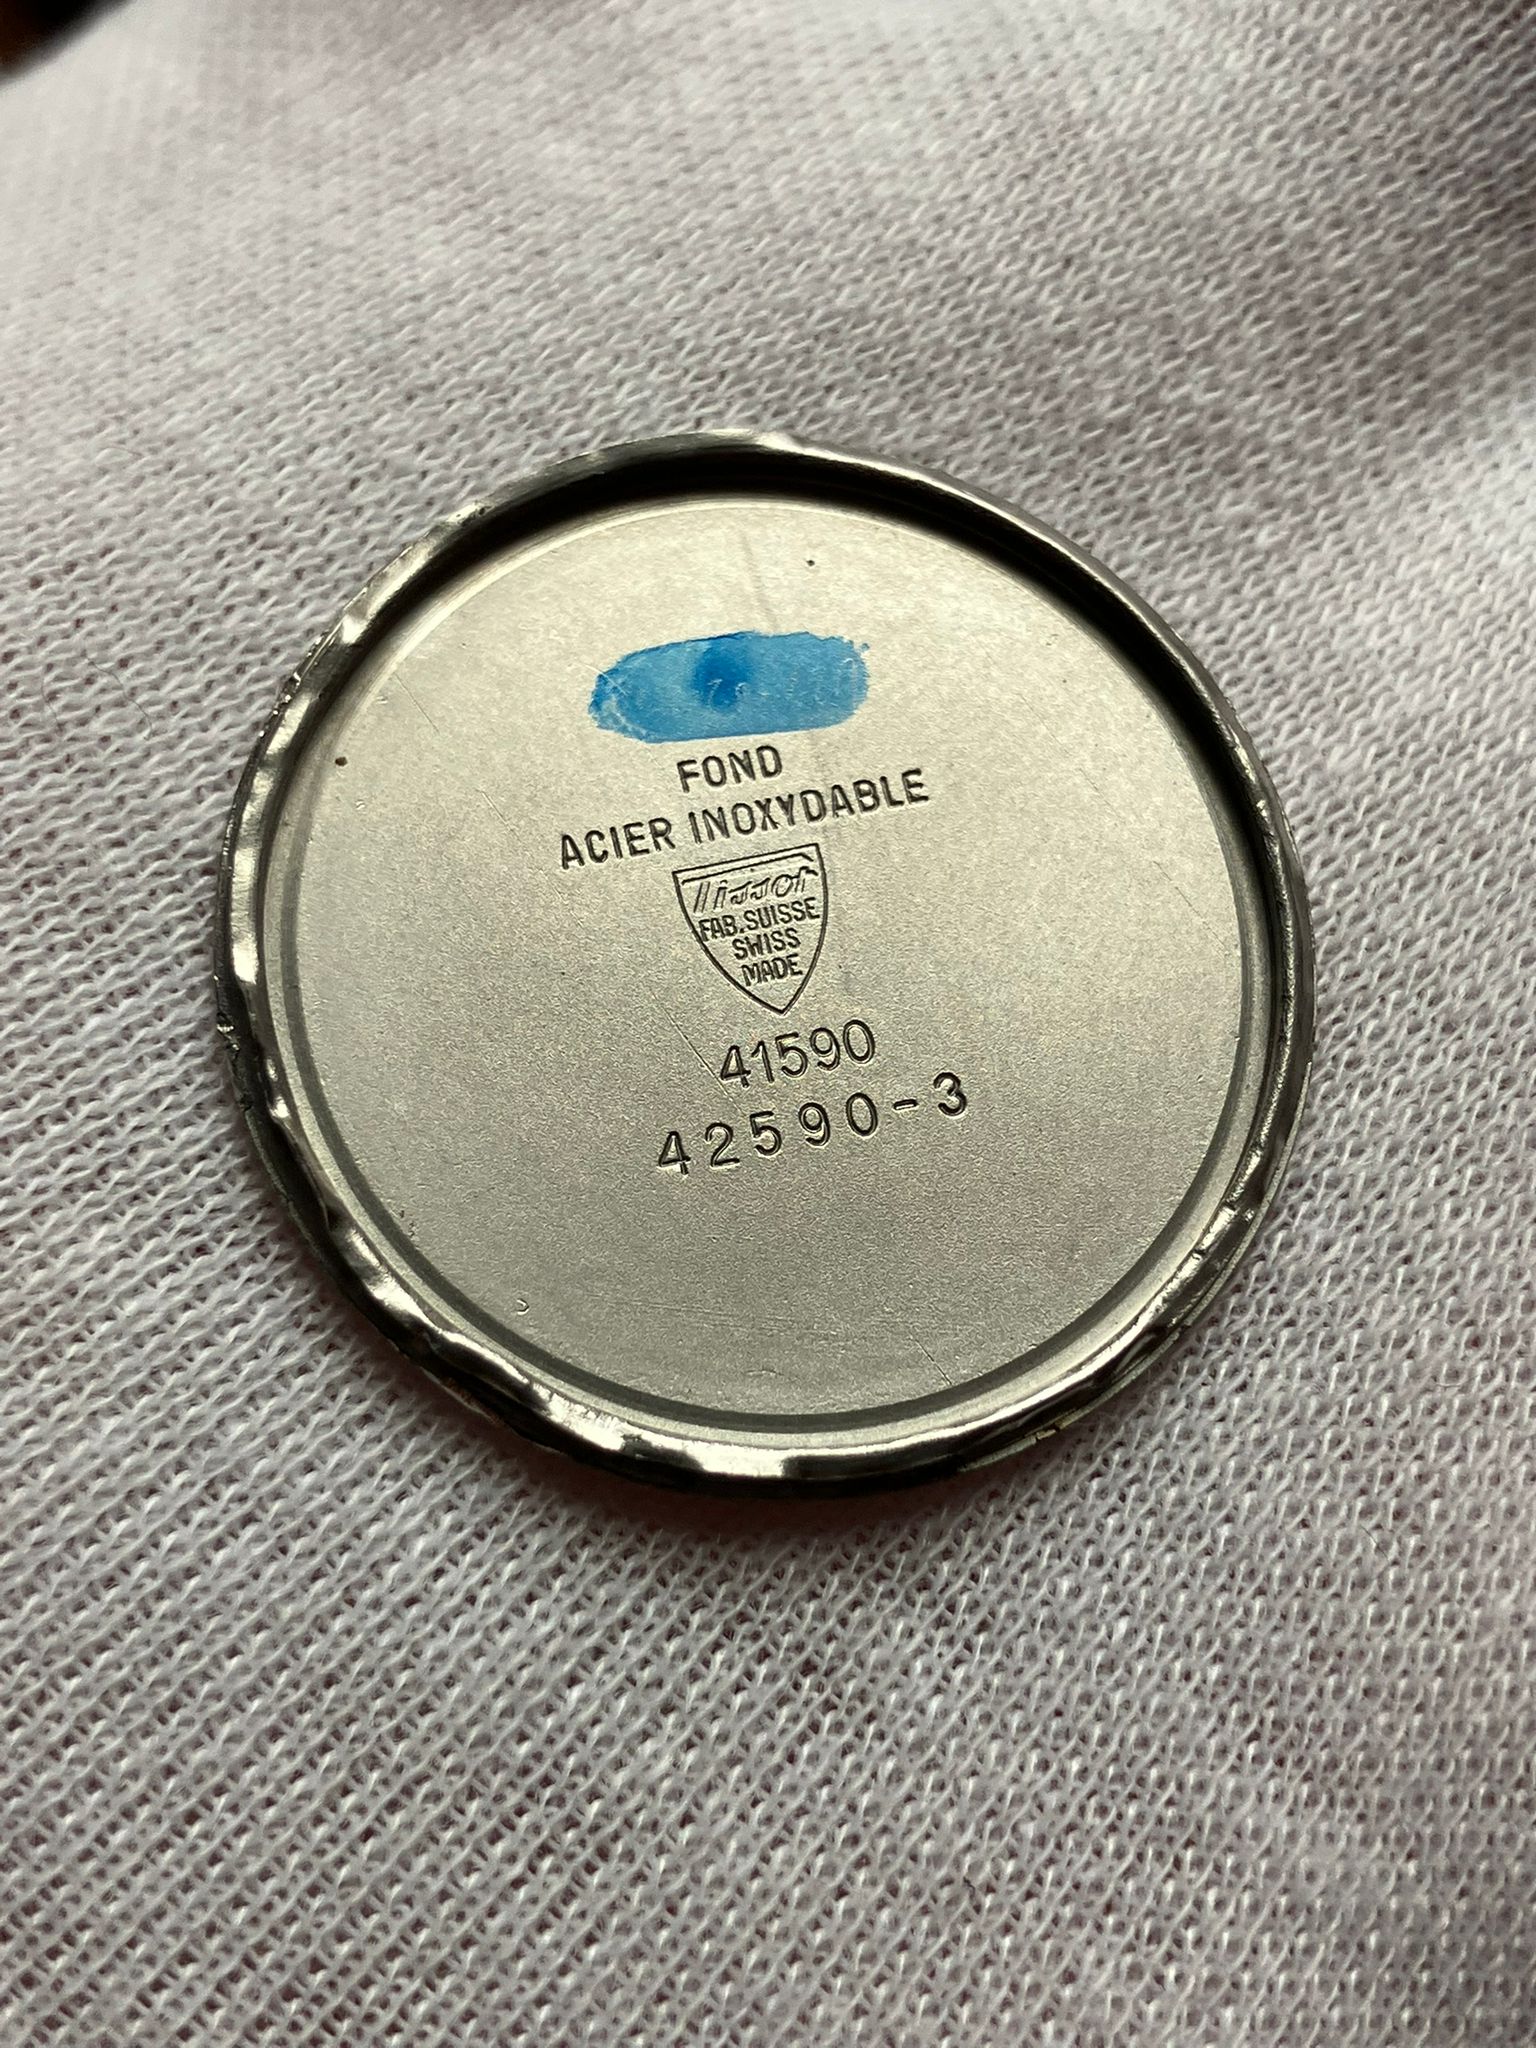 FOND
ACIER INOXYDABLE
Tissot
FAB.SUISSE
SWISS
MADE
41590
42590-3